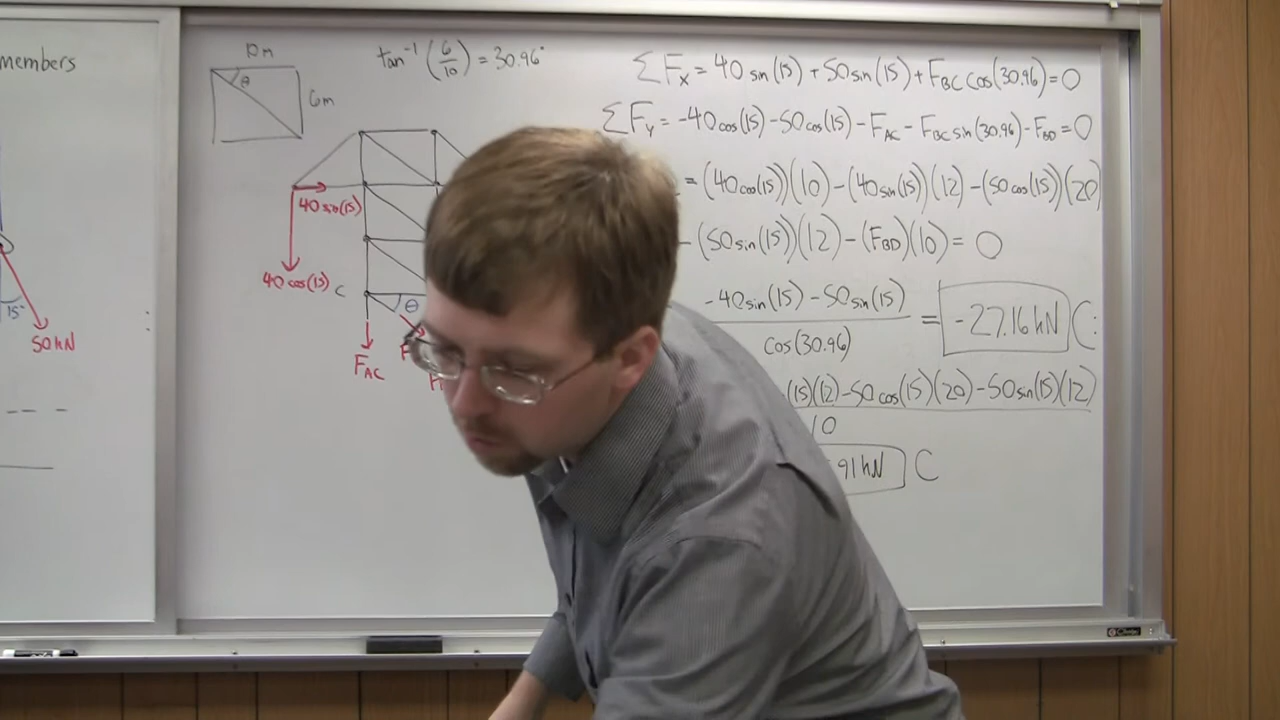 members
10m
θ
6m
tan⁻¹(6/10) = 30.96°
40 sin(15)
40 cos(15)
C
θ
F_AC
15°
50 kN
ΣF_X = 40 sin(15) + 50 sin(15) + F_BC cos(30.96) = 0
ΣF_Y = -40 cos(15) - 50 cos(15) - F_AC - F_BC sin(30.96) - F_BD = 0
= (40 cos(15))(10) - (40 sin(15))(12) - (50 cos(15))(20)
- (50 sin(15))(12) - (F_BD)(10) = 0
-40 sin(15) - 50 sin(15)
cos(30.96)
= -27.16 kN C
(15)(12) - 50 cos(15)(20) - 50 sin(15)(12)
10
91 kN C